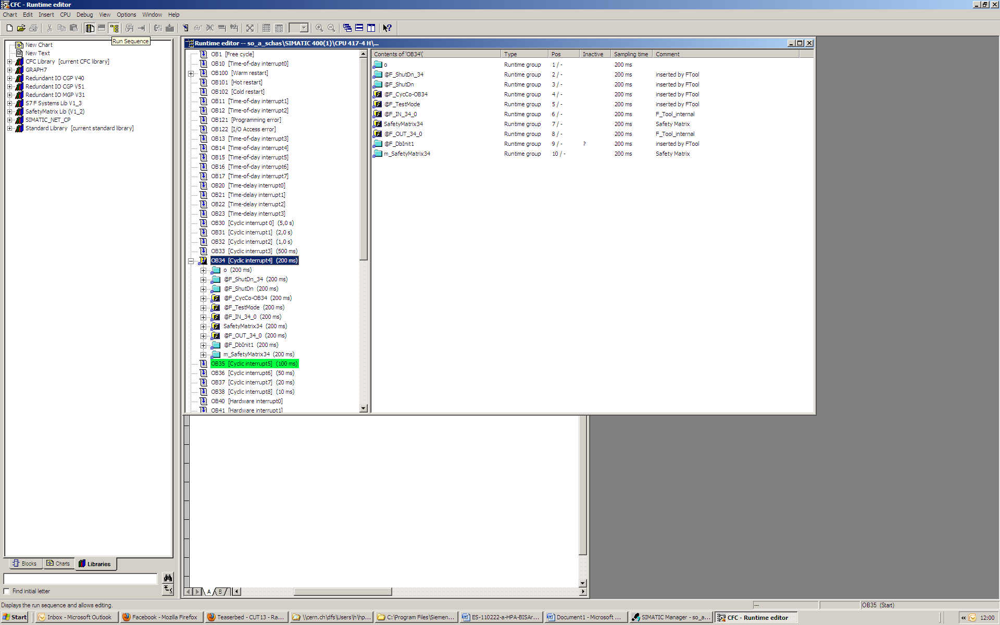 CFC - Runtime editor
Chart Edit Insert CPU Debug View Options Window Help
Run Sequence
New Chart
New Text
CFC Library [current CFC library]
GRAPH7
Redundant IO CGP V40
Redundant IO CGP V51
Redundant IO MGP V31
S7 F Systems Lib V1_3
SafetyMatrix Lib (V1_2)
SIMATIC_NET_CP
Standard Library [current standard library]
Runtime editor -- so_a_schas\SIMATIC 400(1)\CPU 417-4 H\...
OB1 [Free cycle]
OB10 [Time-of-day interrupt0]
OB100 [Warm restart]
OB101 [Hot restart]
OB102 [Cold restart]
OB11 [Time-of-day interrupt1]
OB12 [Time-of-day interrupt2]
OB121 [Programming error]
OB122 [I/O Access error]
OB13 [Time-of-day interrupt3]
OB14 [Time-of-day interrupt4]
OB15 [Time-of-day interrupt5]
OB16 [Time-of-day interrupt6]
OB17 [Time-of-day interrupt7]
OB20 [Time-delay interrupt0]
OB21 [Time-delay interrupt1]
OB22 [Time-delay interrupt2]
OB23 [Time-delay interrupt3]
OB30 [Cyclic interrupt 0] (5,0 s)
OB31 [Cyclic interrupt1] (2,0 s)
OB32 [Cyclic interrupt2] (1,0 s)
OB33 [Cyclic interrupt3] (500 ms)
OB34 [Cyclic interrupt4] (200 ms)
o (200 ms)
@F_ShutDn_34 (200 ms)
@F_ShutDn (200 ms)
@F_CycCo-OB34 (200 ms)
@F_TestMode (200 ms)
@F_IN_34_0 (200 ms)
SafetyMatrix34 (200 ms)
@F_OUT_34_0 (200 ms)
@F_DbInit1 (200 ms)
m_SafetyMatrix34 (200 ms)
OB35 [Cyclic interrupt5] (100 ms)
OB36 [Cyclic interrupt6] (50 ms)
OB37 [Cyclic interrupt7] (20 ms)
OB38 [Cyclic interrupt8] (10 ms)
OB40 [Hardware interrupt0]
OB41 [Hardware interrupt1]
Contents of 'OB34\' Type Pos Inactive Sampling time Comment
o Runtime group 1 / - 200 ms
@F_ShutDn_34 Runtime group 2 / - 200 ms inserted by FTool
@F_ShutDn Runtime group 3 / - 200 ms inserted by FTool
@F_CycCo-OB34 Runtime group 4 / - 200 ms inserted by FTool
@F_TestMode Runtime group 5 / - 200 ms inserted by FTool
@F_IN_34_0 Runtime group 6 / - 200 ms F_Tool_internal
SafetyMatrix34 Runtime group 7 / - 200 ms Safety Matrix
@F_OUT_34_0 Runtime group 8 / - 200 ms F_Tool_internal
@F_DbInit1 Runtime group 9 / - ? 200 ms inserted by FTool
m_SafetyMatrix34 Runtime group 10 / - 200 ms Safety Matrix
Blocks Charts Libraries
Find initial letter
A B
Displays the run sequence and allows editing. --- OB35 (Start)
Start Inbox - Microsoft Outlook Facebook - Mozilla Firefox Teaserbed - CUT13 - Ra... \\cern.ch\dfs\Users\h\hp... C:\Program Files\Siemen... ES-110222-a-HPA-BISAr... Document1 - Microsoft ... SIMATIC Manager - so_a... CFC - Runtime editor « 12:00